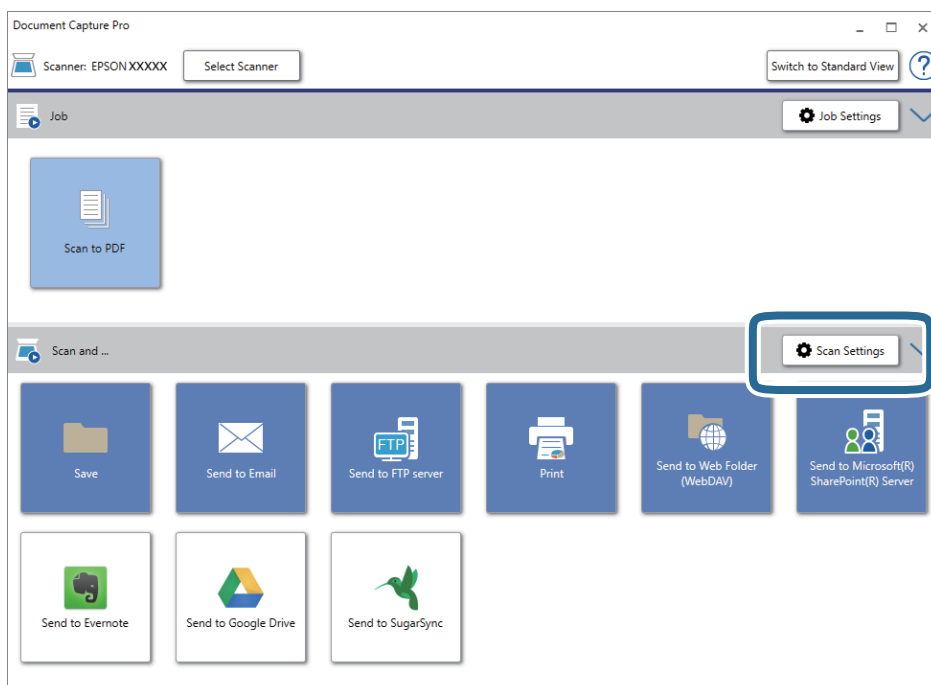 Document Capture Pro
Scanner: EPSON XXXXX
Select Scanner
Switch to Standard View
?
Job
Job Settings
Scan to PDF
Scan and ...
Scan Settings
Save
Send to Email
FTP
Send to FTP server
Print
Send to Web Folder
(WebDAV)
Send to Microsoft(R)
SharePoint(R) Server
Send to Evernote
Send to Google Drive
Send to SugarSync